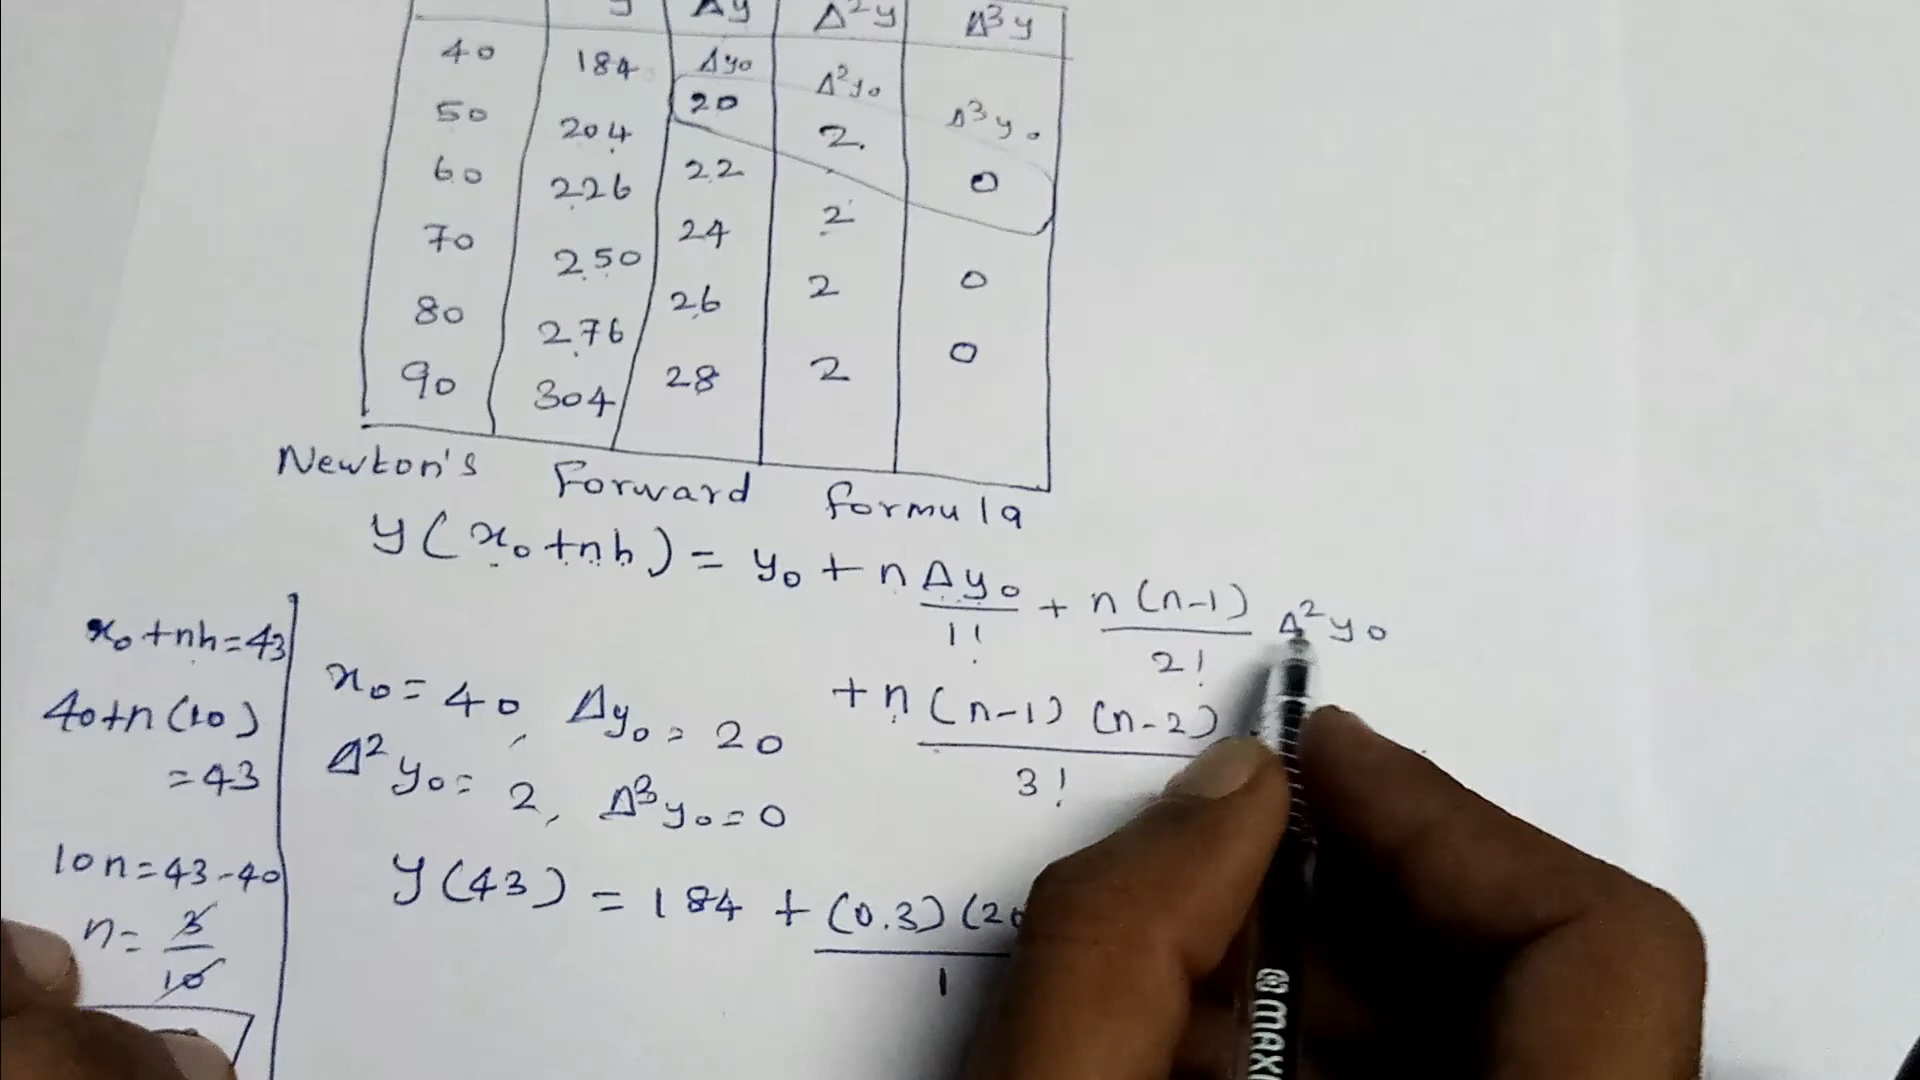 y Δy Δ²y Δ³y
40 184 Δy₀ Δ²y₀ Δ³y₀
50 204 20 2 0
60 226 22 2 0
70 250 24 2 0
80 276 26 2
90 304 28
Newton's Forward formula
y(x₀+nh) = y₀ + nΔy₀/1! + n(n-1)/2! Δ²y₀
+ n(n-1)(n-2)/3!
x₀+nh=43
40+n(10)
=43
10n=43-40
n=3/10
x₀=40, Δy₀=20
Δ²y₀=2, Δ³y₀=0
y(43) = 184 + (0.3)(20/1